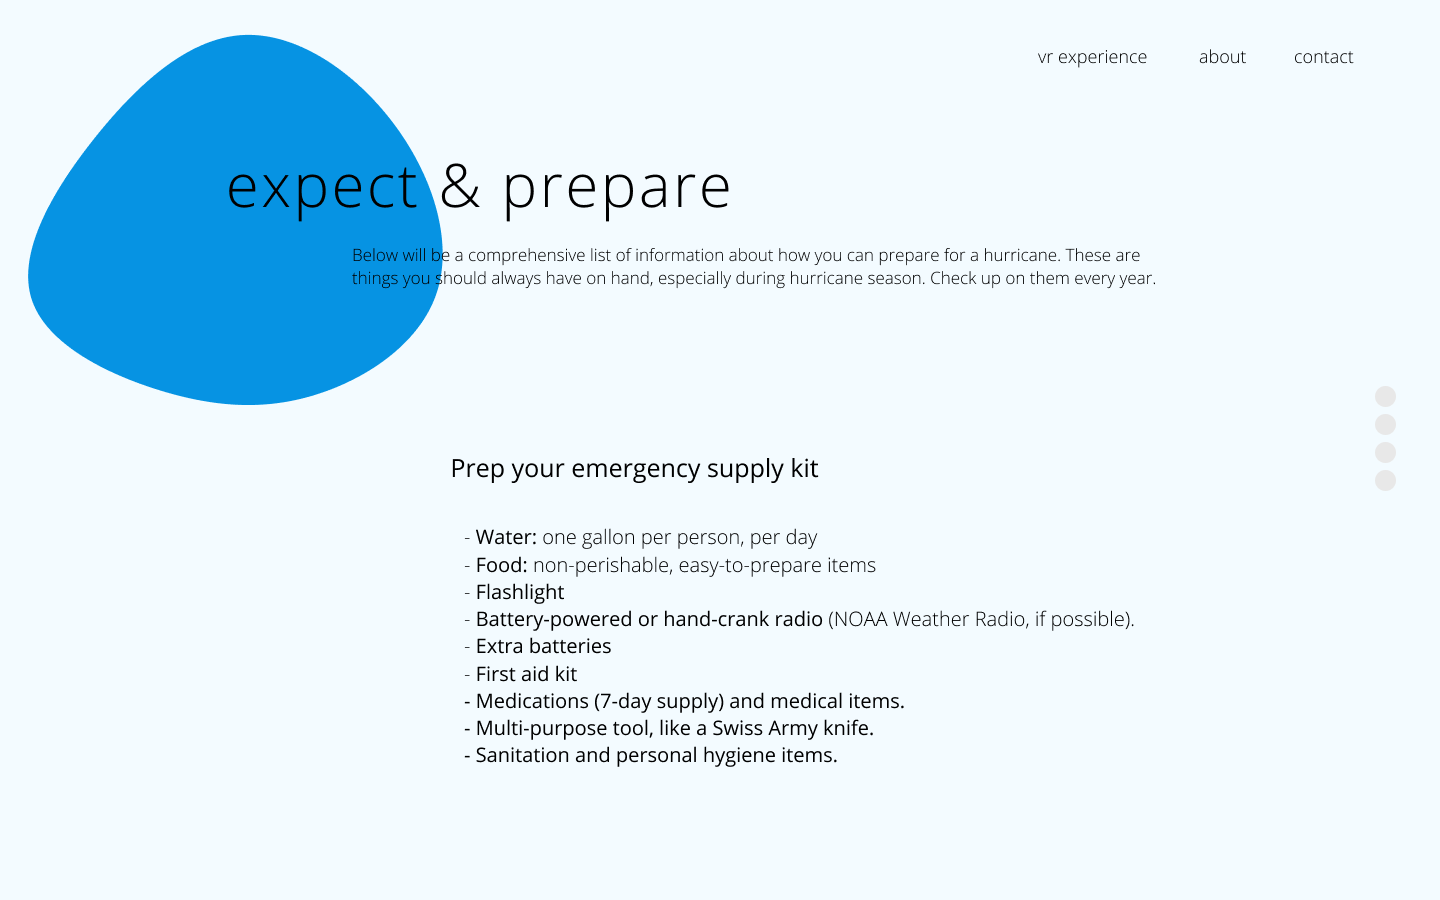 vr experience about contact
expect & prepare
Below will be a comprehensive list of information about how you can prepare for a hurricane. These are
things you should always have on hand, especially during hurricane season. Check up on them every year.
Prep your emergency supply kit
- Water: one gallon per person, per day
- Food: non-perishable, easy-to-prepare items
- Flashlight
- Battery-powered or hand-crank radio (NOAA Weather Radio, if possible).
- Extra batteries
- First aid kit
- Medications (7-day supply) and medical items.
- Multi-purpose tool, like a Swiss Army knife.
- Sanitation and personal hygiene items.